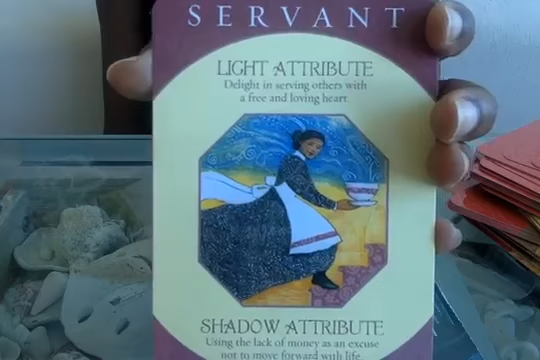 SERVANT
LIGHT ATTRIBUTE
Delight in serving others with
a free and loving heart
SHADOW ATTRIBUTE
Using the lack of money as an excuse
not to move forward with life